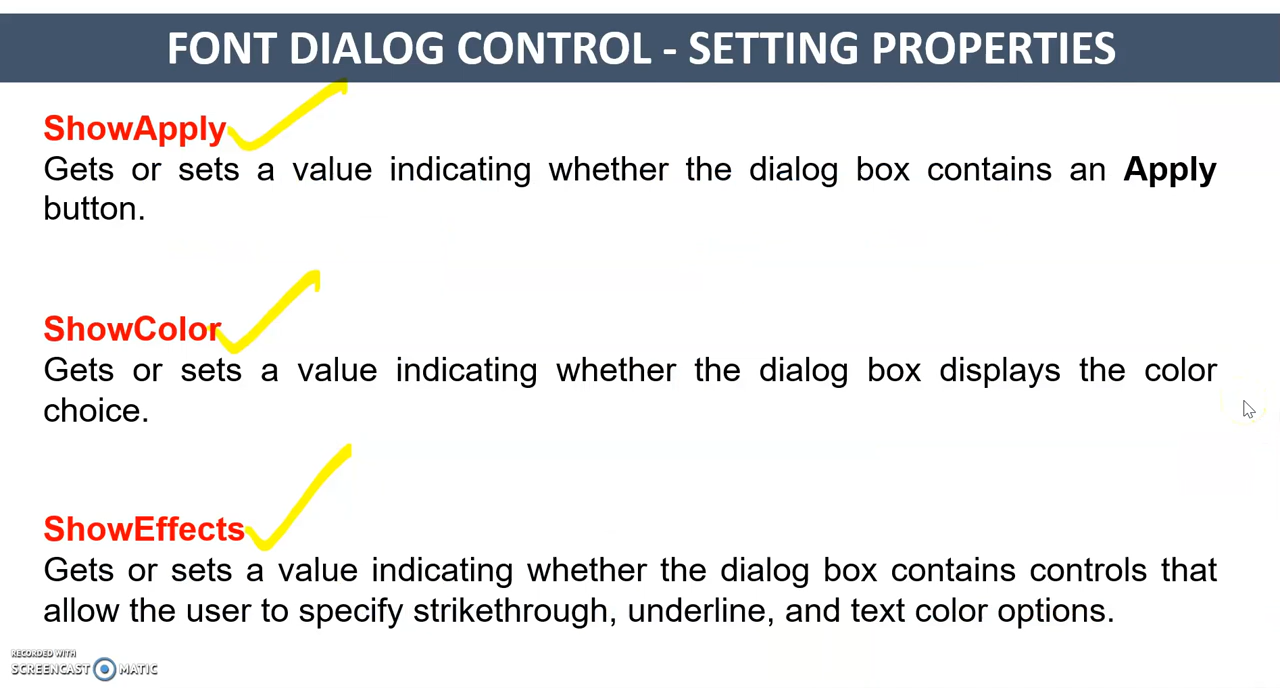 FONT DIALOG CONTROL - SETTING PROPERTIES
ShowApply
Gets or sets a value indicating whether the dialog box contains an Apply
button.
ShowColor
Gets or sets a value indicating whether the dialog box displays the color
choice.
ShowEffects
Gets or sets a value indicating whether the dialog box contains controls that
allow the user to specify strikethrough, underline, and text color options.
RECORDED WITH
SCREENCAST MATIC